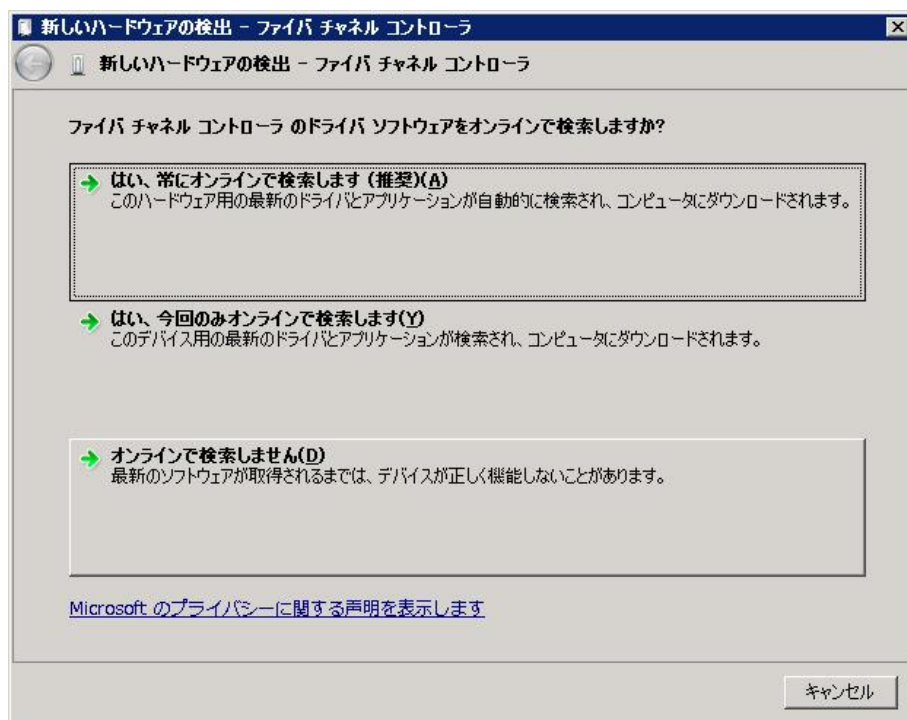 新しいハードウェアの検出 - ファイバ チャネル コントローラ
新しいハードウェアの検出 - ファイバ チャネル コントローラ
ファイバ チャネル コントローラ のドライバ ソフトウェアをオンラインで検索しますか?
はい、常にオンラインで検索します (推奨)(A)
このハードウェア用の最新のドライバとアプリケーションが自動的に検索され、コンピュータにダウンロードされます。
はい、今回のみオンラインで検索します(Y)
このデバイス用の最新のドライバとアプリケーションが検索され、コンピュータにダウンロードされます。
オンラインで検索しません(D)
最新のソフトウェアが取得されるまでは、デバイスが正しく機能しないことがあります。
Microsoft のプライバシーに関する声明を表示します
キャンセル